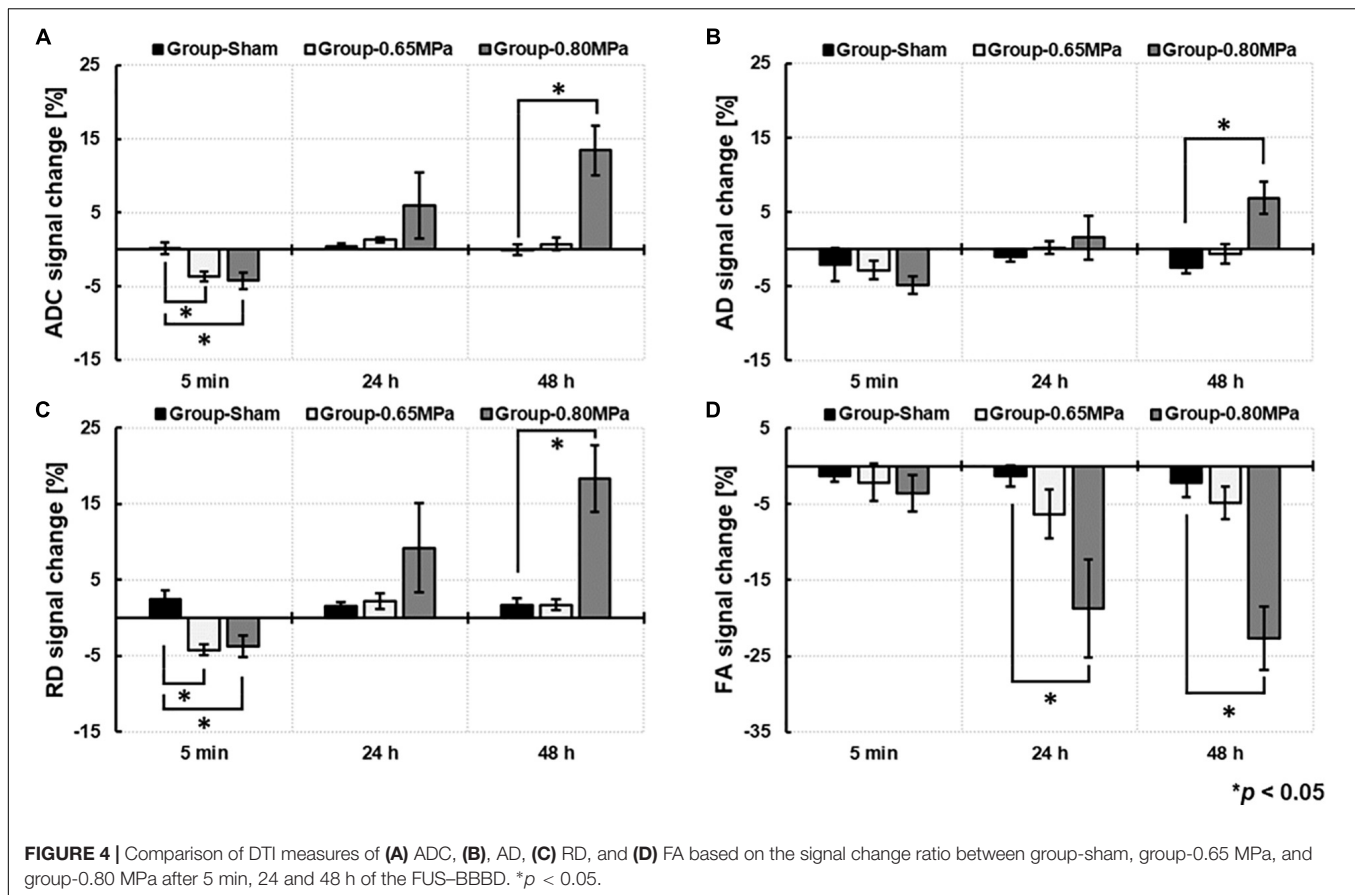 A
Group-Sham Group-0.65MPa Group-0.80MPa
ADC signal change [%]
25
15
5
-5
-15
*
*
*
5 min 24 h 48 h
B
Group-Sham Group-0.65MPa Group-0.80MPa
AD signal change [%]
25
15
5
-5
-15
*
5 min 24 h 48 h
C
Group-Sham Group-0.65MPa Group-0.80MPa
RD signal change [%]
25
15
5
-5
-15
*
*
*
5 min 24 h 48 h
D
Group-Sham Group-0.65MPa Group-0.80MPa
FA signal change [%]
5
-5
-15
-25
-35
*
*
5 min 24 h 48 h
*p < 0.05
FIGURE 4 | Comparison of DTI measures of (A) ADC, (B), AD, (C) RD, and (D) FA based on the signal change ratio between group-sham, group-0.65 MPa, and
group-0.80 MPa after 5 min, 24 and 48 h of the FUS–BBBD. *p < 0.05.